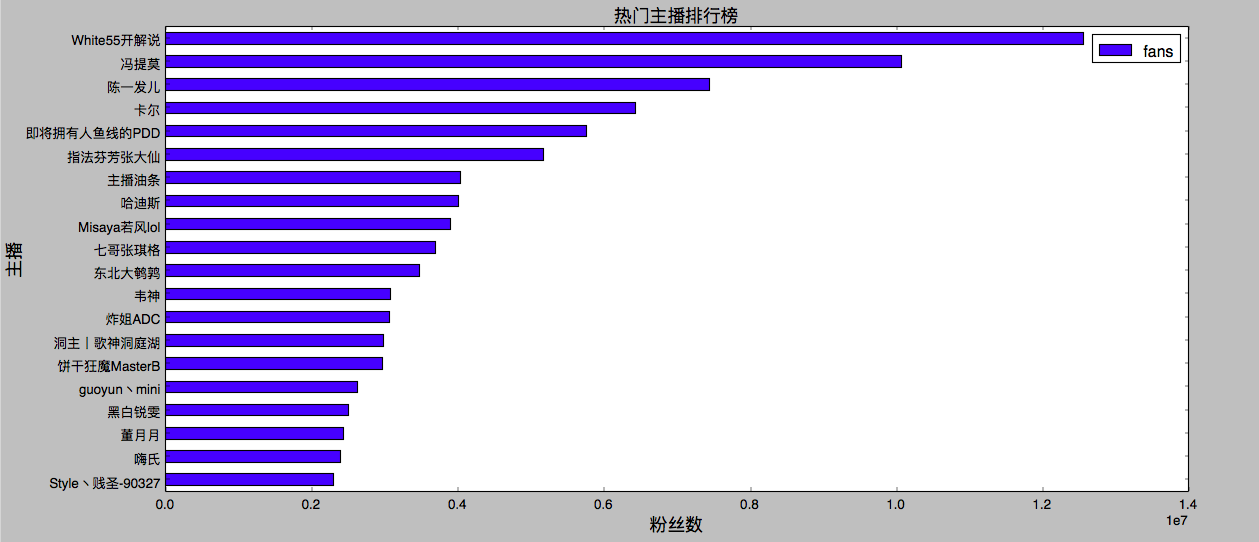 热门主播排行榜
fans
White55开解说
冯提莫
陈一发儿
卡尔
即将拥有人鱼线的PDD
指法芬芳张大仙
主播油条
哈迪斯
Misaya若风lol
七哥张琪格
东北大鹌鹑
韦神
炸姐ADC
洞主丨歌神洞庭湖
饼干狂魔MasterB
guoyun丶mini
黑白锐雯
董月月
嗨氏
Style丶贱圣-90327
主播
0.0 0.2 0.4 0.6 0.8 1.0 1.2 1.4
1e7
粉丝数